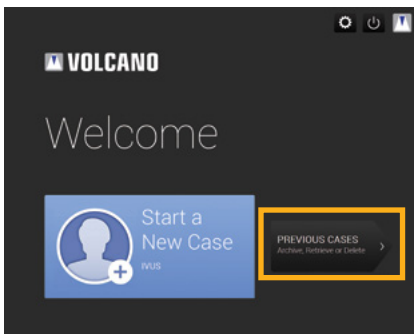 VOLCANO
Welcome
Start a
New Case
IVUS
PREVIOUS CASES
Archive, Retrieve or Delete